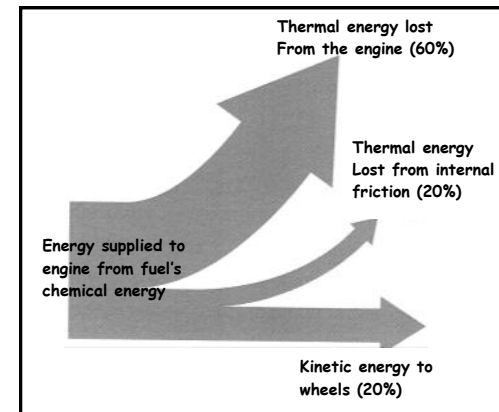 Thermal energy lost
From the engine (60%)
Thermal energy
Lost from internal
friction (20%)
Energy supplied to
engine from fuel's
chemical energy
Kinetic energy to
wheels (20%)